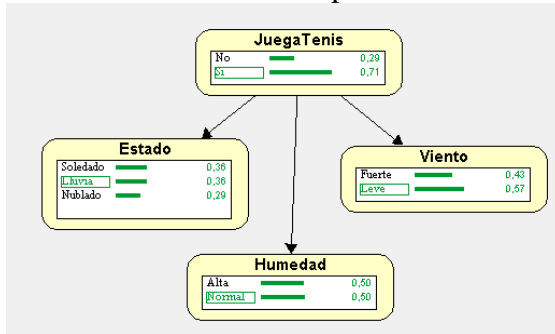 JuegaTenis
No 0,29
Si 0,71
Estado
Soledado 0,36
Lluvia 0,36
Nublado 0,29
Viento
Fuerte 0,43
Leve 0,57
Humedad
Alta 0,50
Normal 0,50